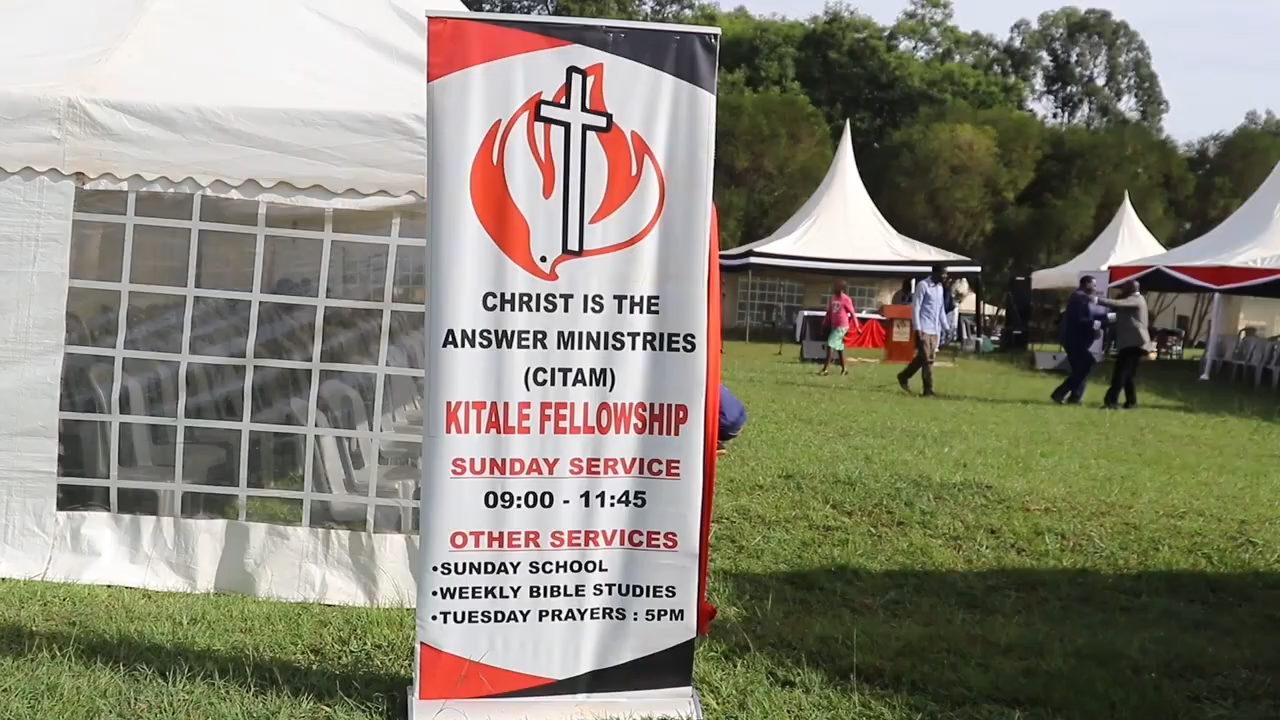 CHRIST IS THE
ANSWER MINISTRIES
(CITAM)
KITALE FELLOWSHIP
SUNDAY SERVICE
09:00 - 11:45
OTHER SERVICES
•SUNDAY SCHOOL
•WEEKLY BIBLE STUDIES
•TUESDAY PRAYERS : 5PM